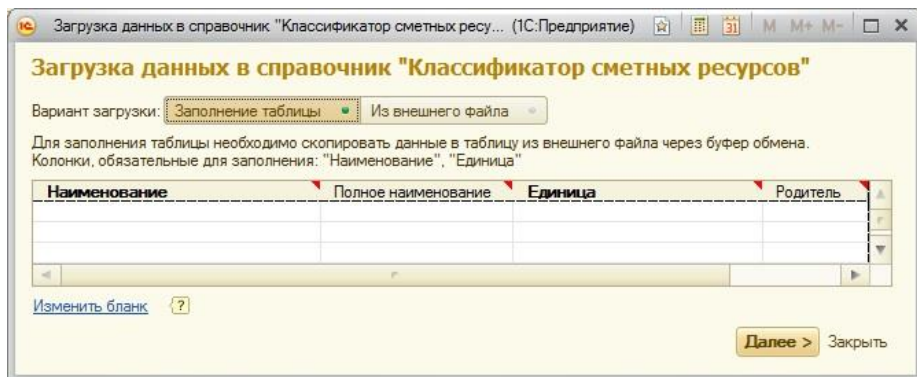 Загрузка данных в справочник "Классификатор сметных ресу... (1С:Предприятие) 31 M M+ M-
Загрузка данных в справочник "Классификатор сметных ресурсов"
Вариант загрузки: Заполнение таблицы Из внешнего файла
Для заполнения таблицы необходимо скопировать данные в таблицу из внешнего файла через буфер обмена.
Колонки, обязательные для заполнения: "Наименование", "Единица"
Наименование Полное наименование Единица Родитель
Изменить бланк ?
Далее > Закрыть